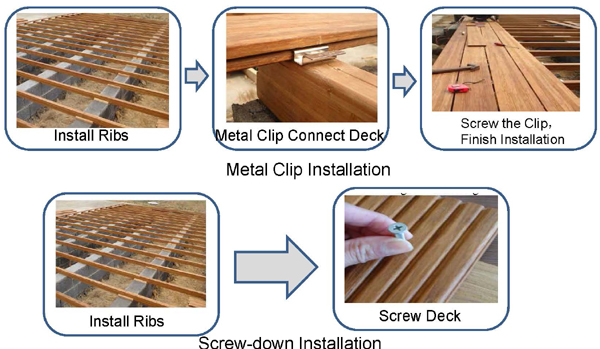 Install Ribs
Metal Clip Connect Deck
Screw the Clip，
Finish Installation
Metal Clip Installation
Install Ribs
Screw Deck
Screw-down Installation